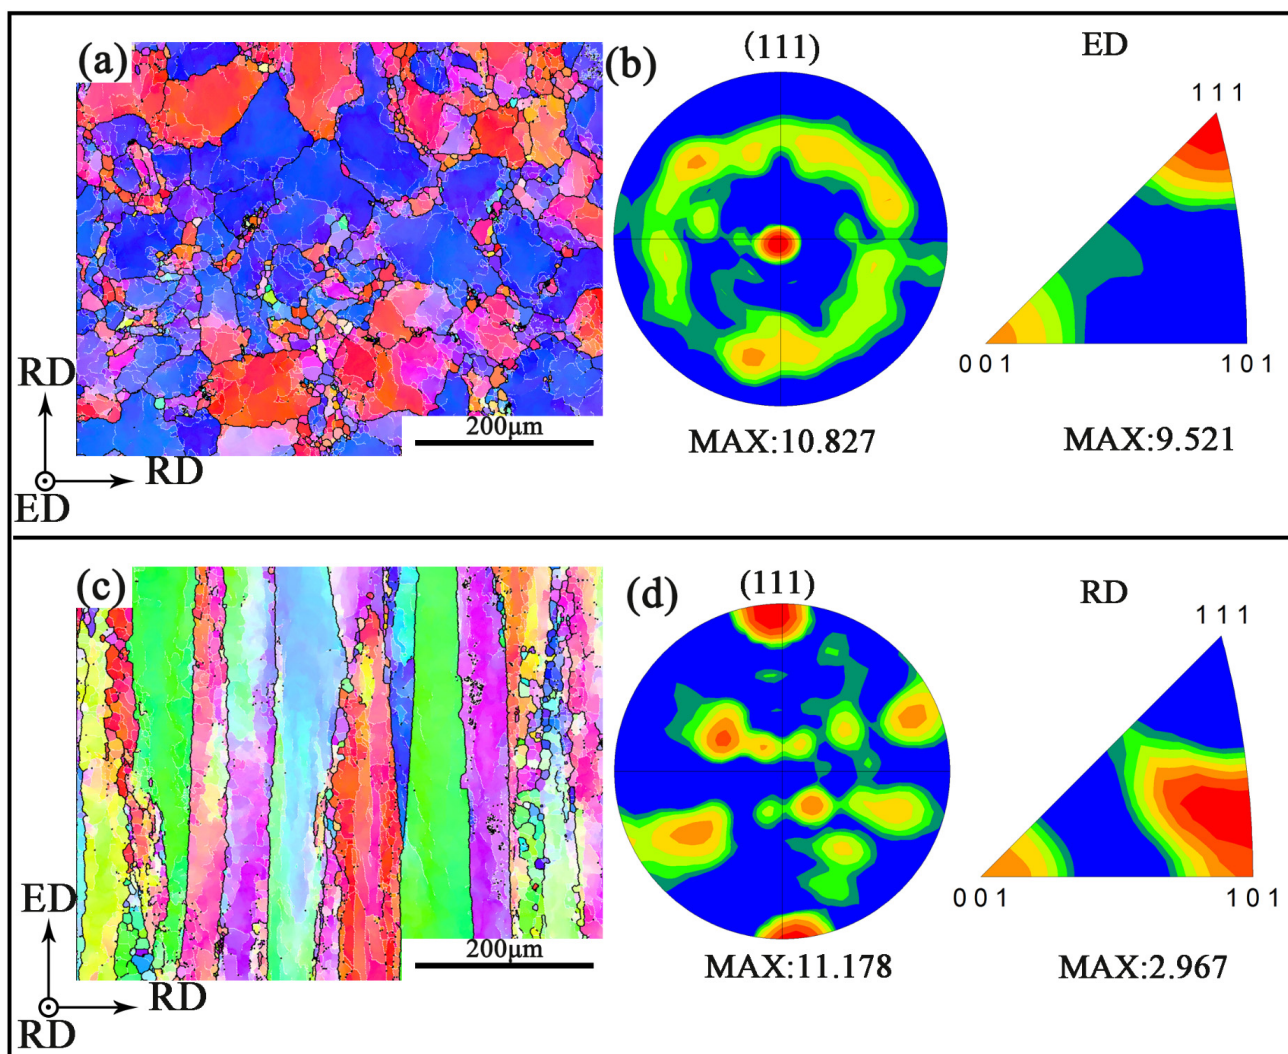 (a)
RD
RD
ED
200μm
(b)
(111)
ED
1 1 1
0 0 1
1 0 1
MAX:10.827
MAX:9.521
(c)
ED
RD
RD
200μm
(d)
(111)
RD
1 1 1
0 0 1
1 0 1
MAX:11.178
MAX:2.967